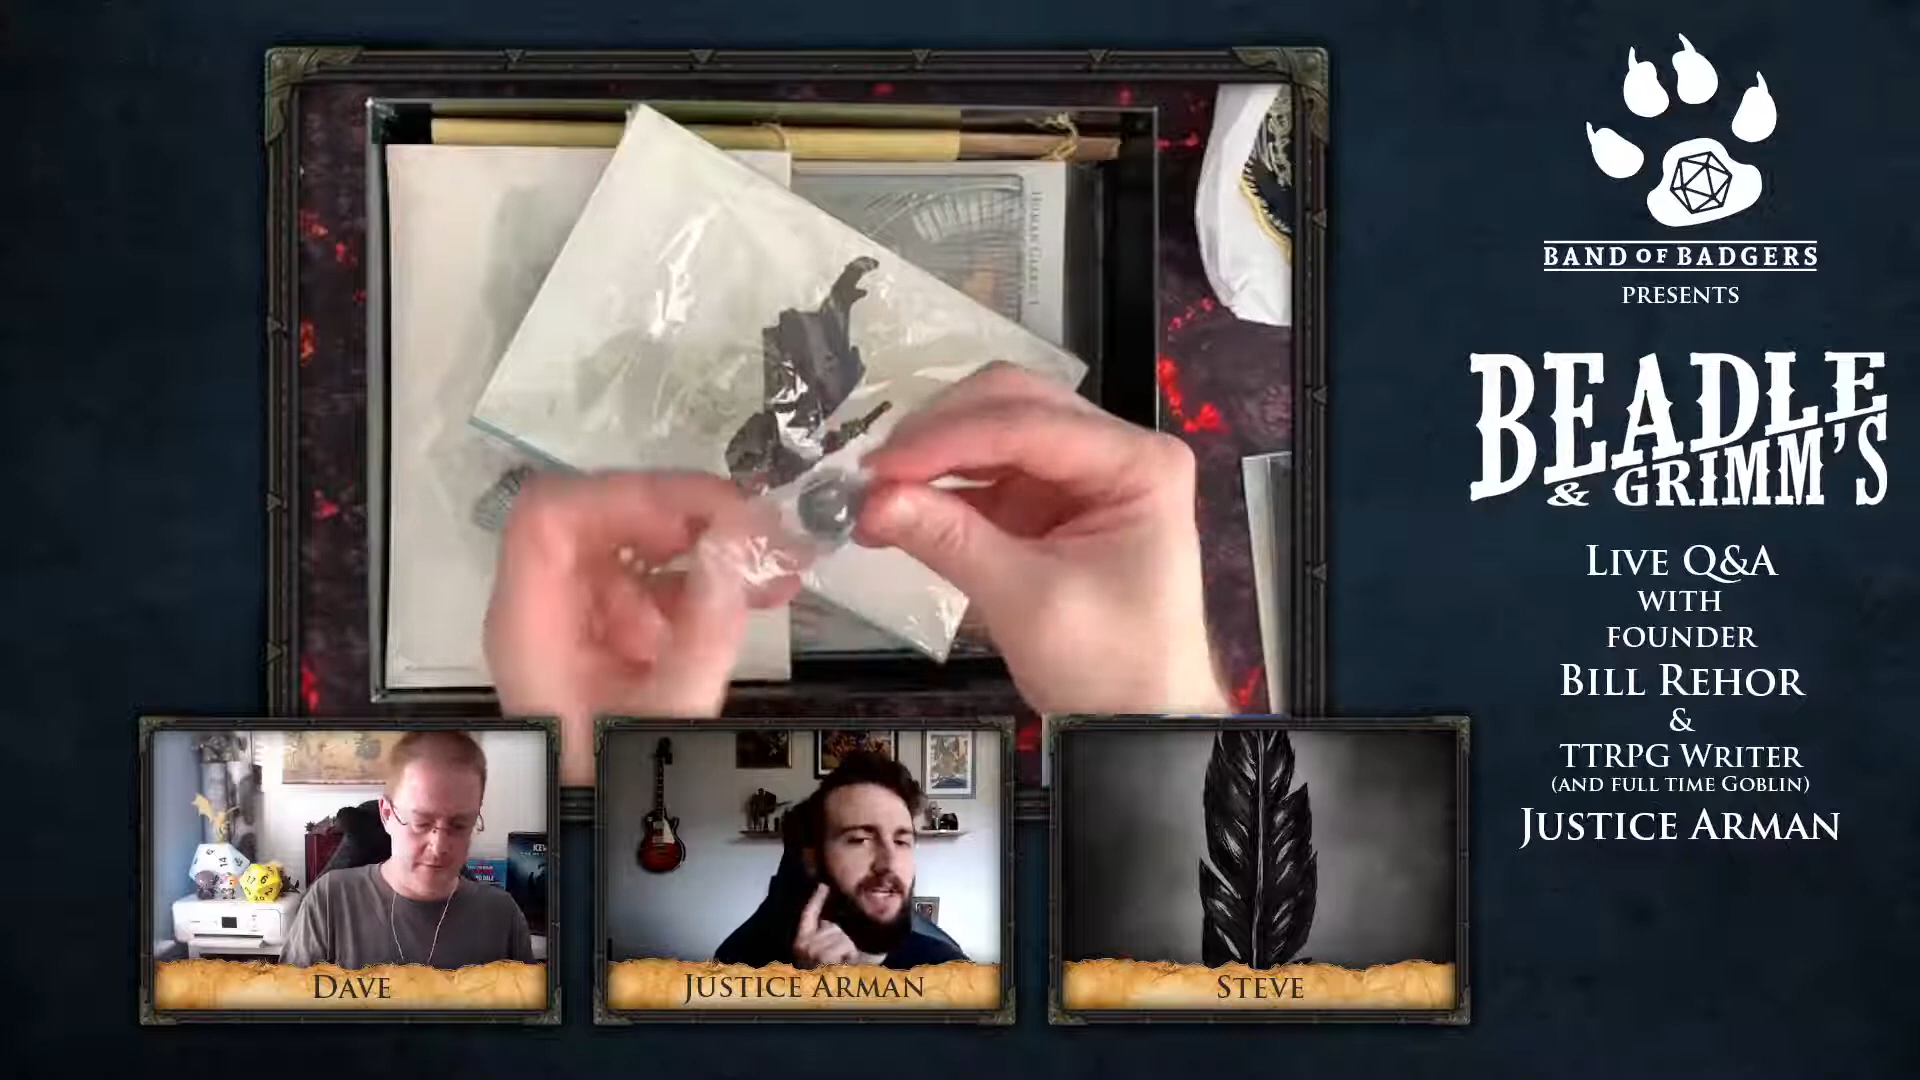 BAND OF BADGERS
PRESENTS
BEADLE
& GRIMM'S
LIVE Q&A
WITH
FOUNDER
BILL REHOR
&
TTRPG WRITER
(AND FULL TIME GOBLIN)
JUSTICE ARMAN
DAVE
JUSTICE ARMAN
STEVE